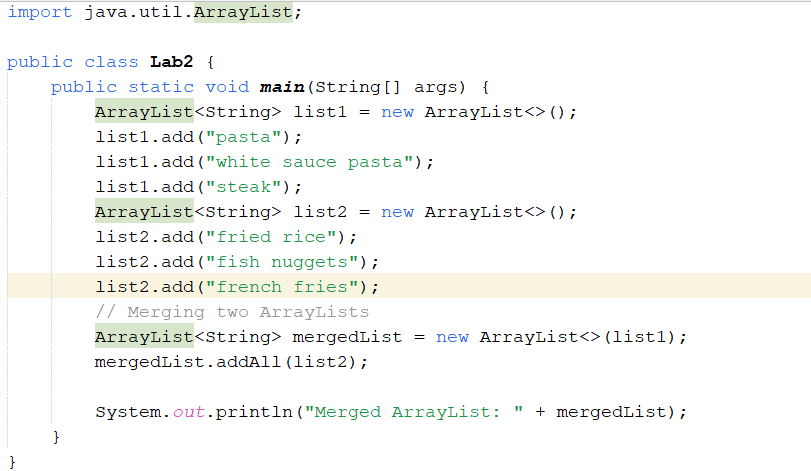 import java.util.ArrayList;
public class Lab2 {
public static void main(String[] args) {
ArrayList<String> list1 = new ArrayList<>();
list1.add("pasta");
list1.add("white sauce pasta");
list1.add("steak");
ArrayList<String> list2 = new ArrayList<>();
list2.add("fried rice");
list2.add("fish nuggets");
list2.add("french fries");
// Merging two ArrayLists
ArrayList<String> mergedList = new ArrayList<>(list1);
mergedList.addAll(list2);
System.out.println("Merged ArrayList: " + mergedList);
}
}